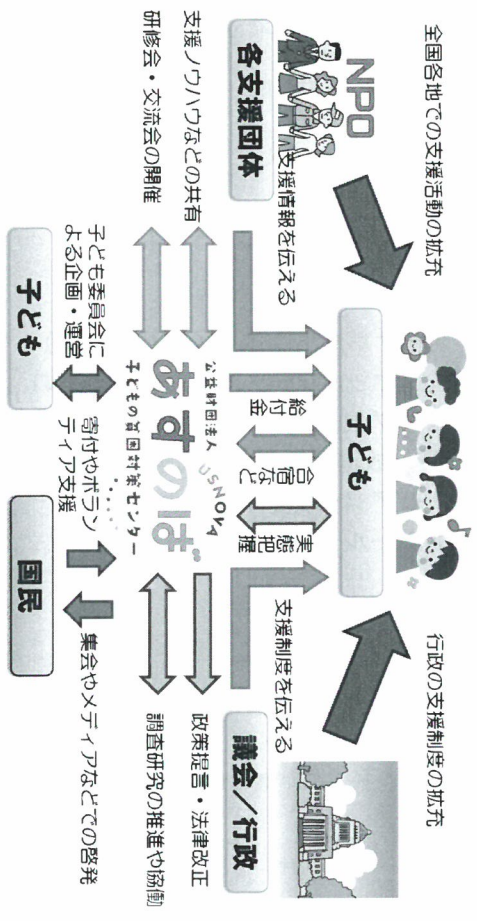 全国各地での支援活動の拡充
行政の支援制度の拡充
NPO
子ども
各支援団体
支援情報を伝える
支援制度を伝える
議会／行政
給付金
合宿など
実態把握
支援ノウハウなどの共有
研修会・交流会の開催
公益財団法人
あすのば
USNOVA
子どもの貧困対策センター
政策提言・法律改正
調査研究の推進や協働
子ども委員会に
よる企画・運営
寄付やボラン
ティア支援
集会やメディアなどでの啓発
子ども
国民